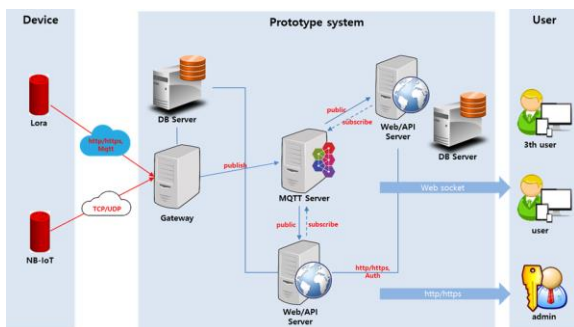 Device
Prototype system
User
Lora
http/https,
Mqtt
TCP/UDP
NB-IoT
DB Server
Gateway
publish
MQTT Server
public
subscribe
Web/API
Server
DB Server
public
subscribe
Web/API
Server
http/https,
Auth
Web socket
http/https
3th user
user
admin